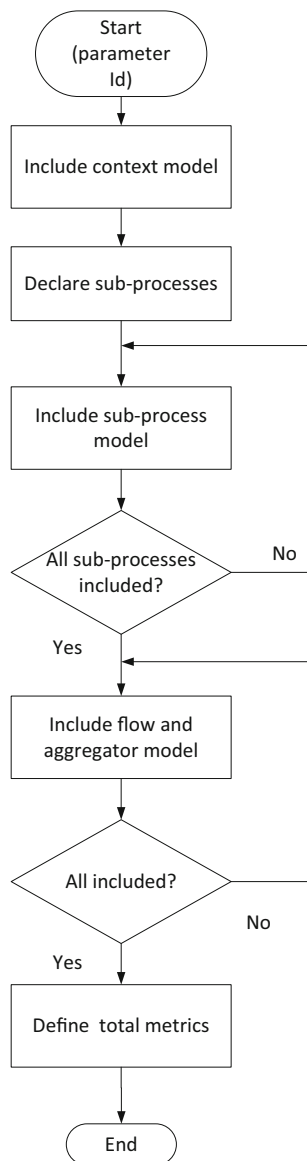 Start
(parameter
Id)
Include context model
Declare sub-processes
Include sub-process
model
All sub-processes
included?
No
Yes
Include flow and
aggregator model
All included?
No
Yes
Define total metrics
End